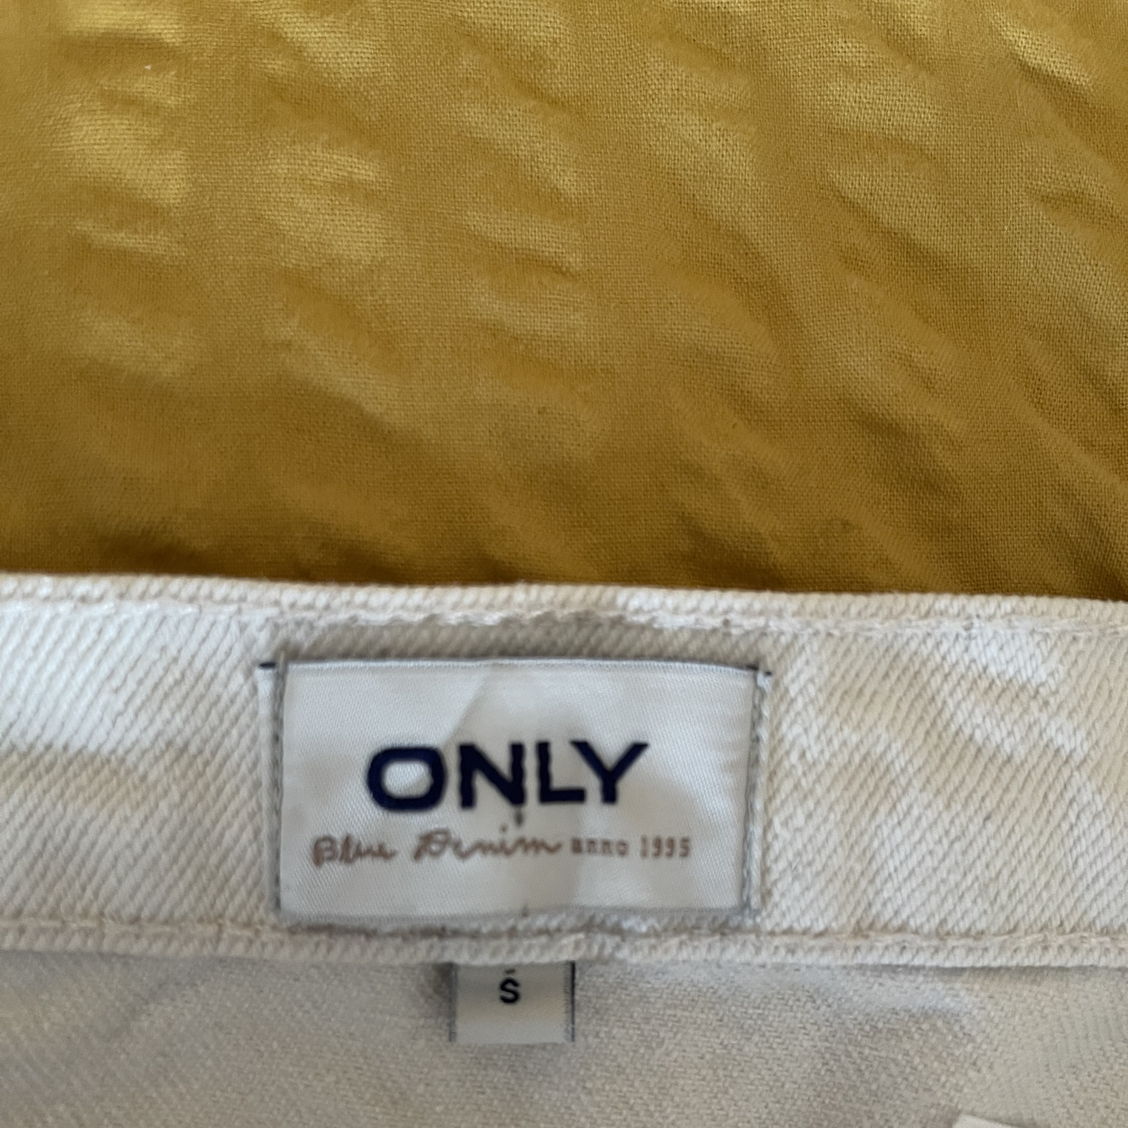 ONLY
Blue Denim anno 1995
S